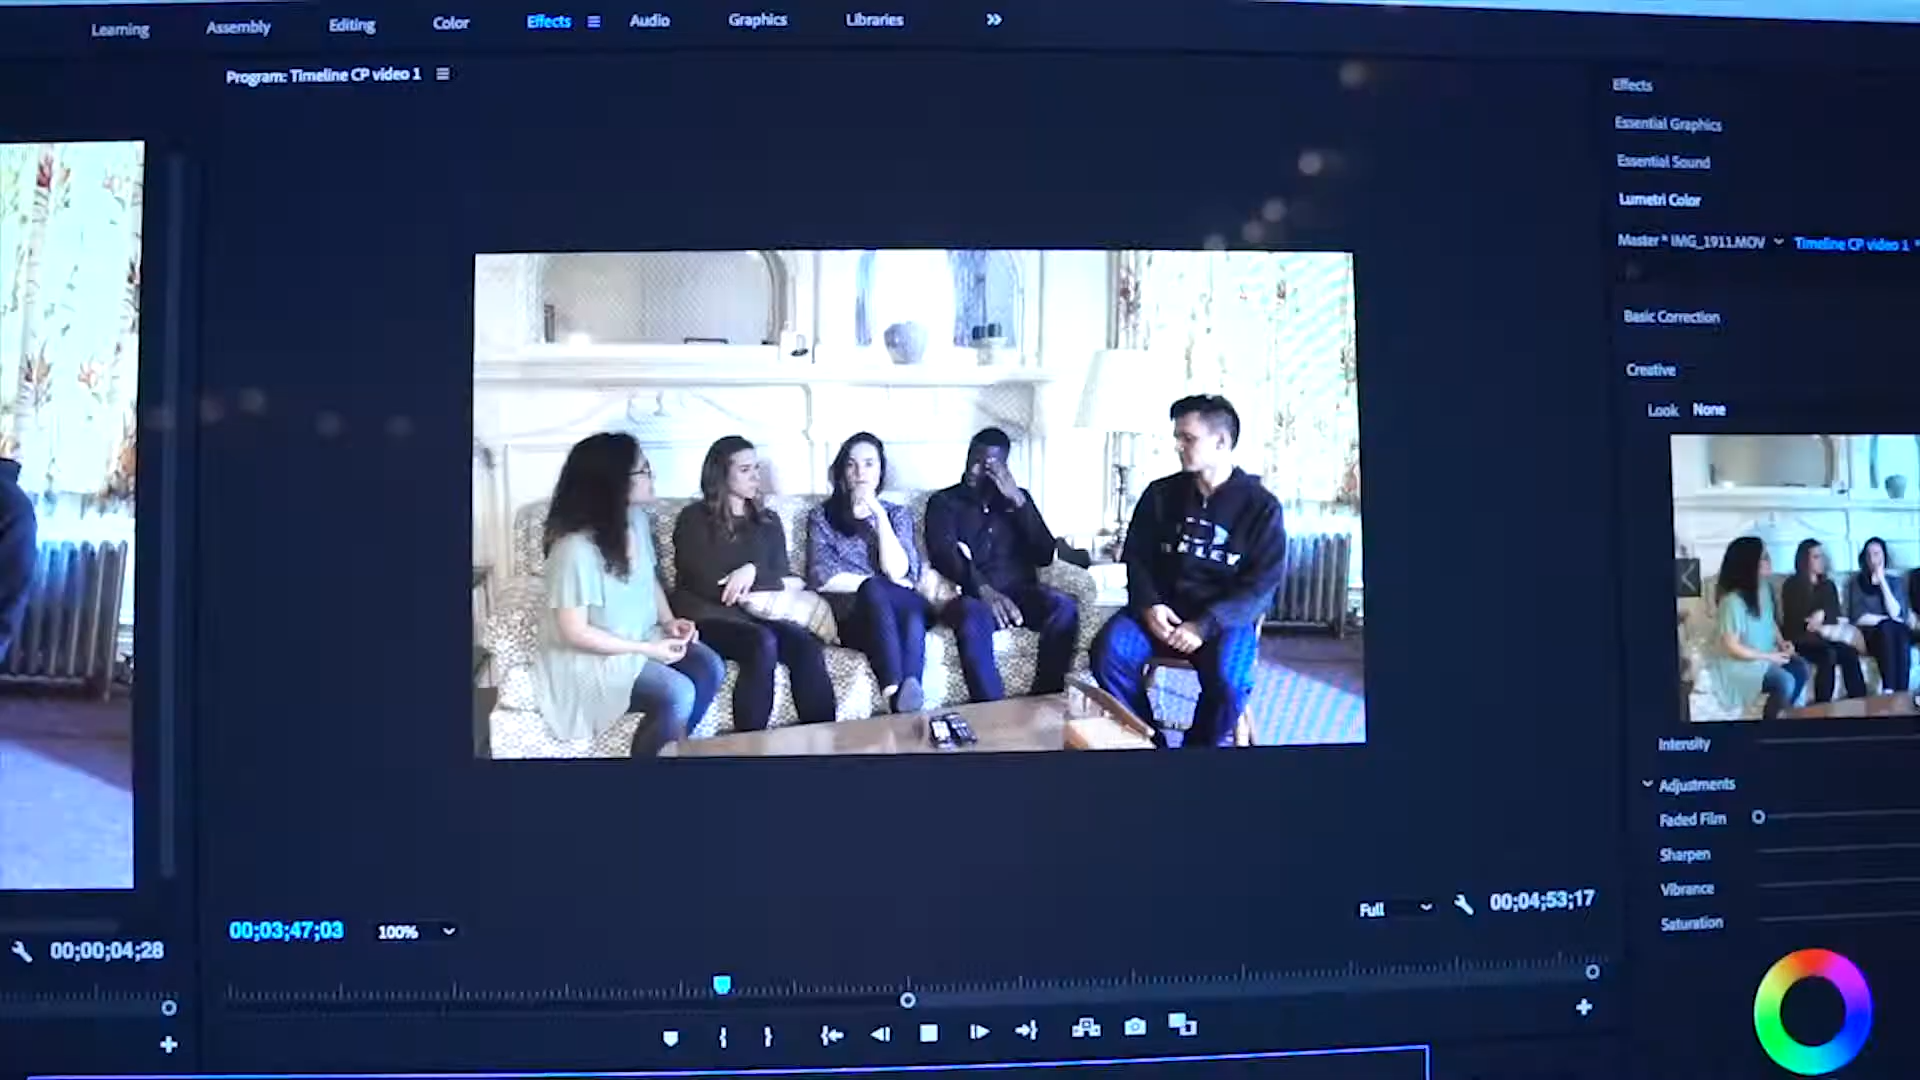 Learning Assembly Editing Color Effects Audio Graphics Libraries
Program: Timeline CP video 1
Effects
Essential Graphics
Essential Sound
Lumetri Color
Master * IMG_1911.MOV Timeline CP video 1
Basic Correction
Creative
Look None
Intensity
Adjustments
Faded Film
Sharpen
Vibrance
Saturation
00;00;04;28
00;03;47;03 100% Full 00;04;53;17